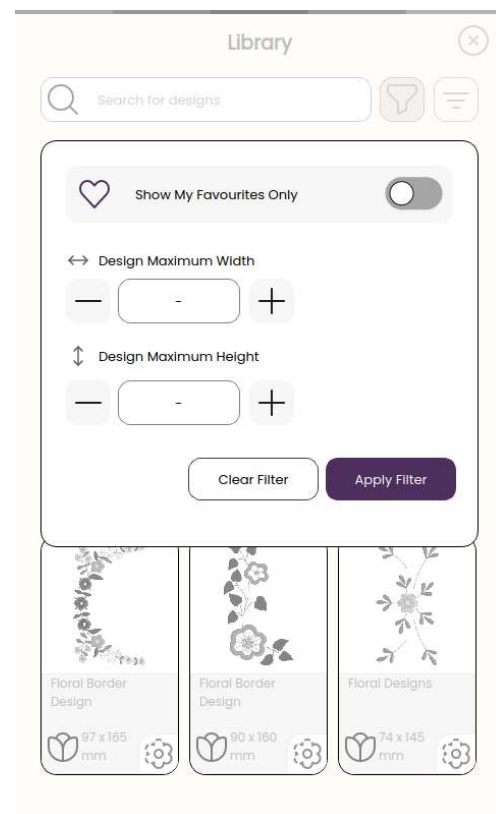 Library
Search for designs
Show My Favourites Only
Design Maximum Width
-
Design Maximum Height
-
Clear Filter
Apply Filter
Floral Border
Design
97 x 165
mm
Floral Border
Design
90 x 160
mm
Floral Designs
74 x 145
mm